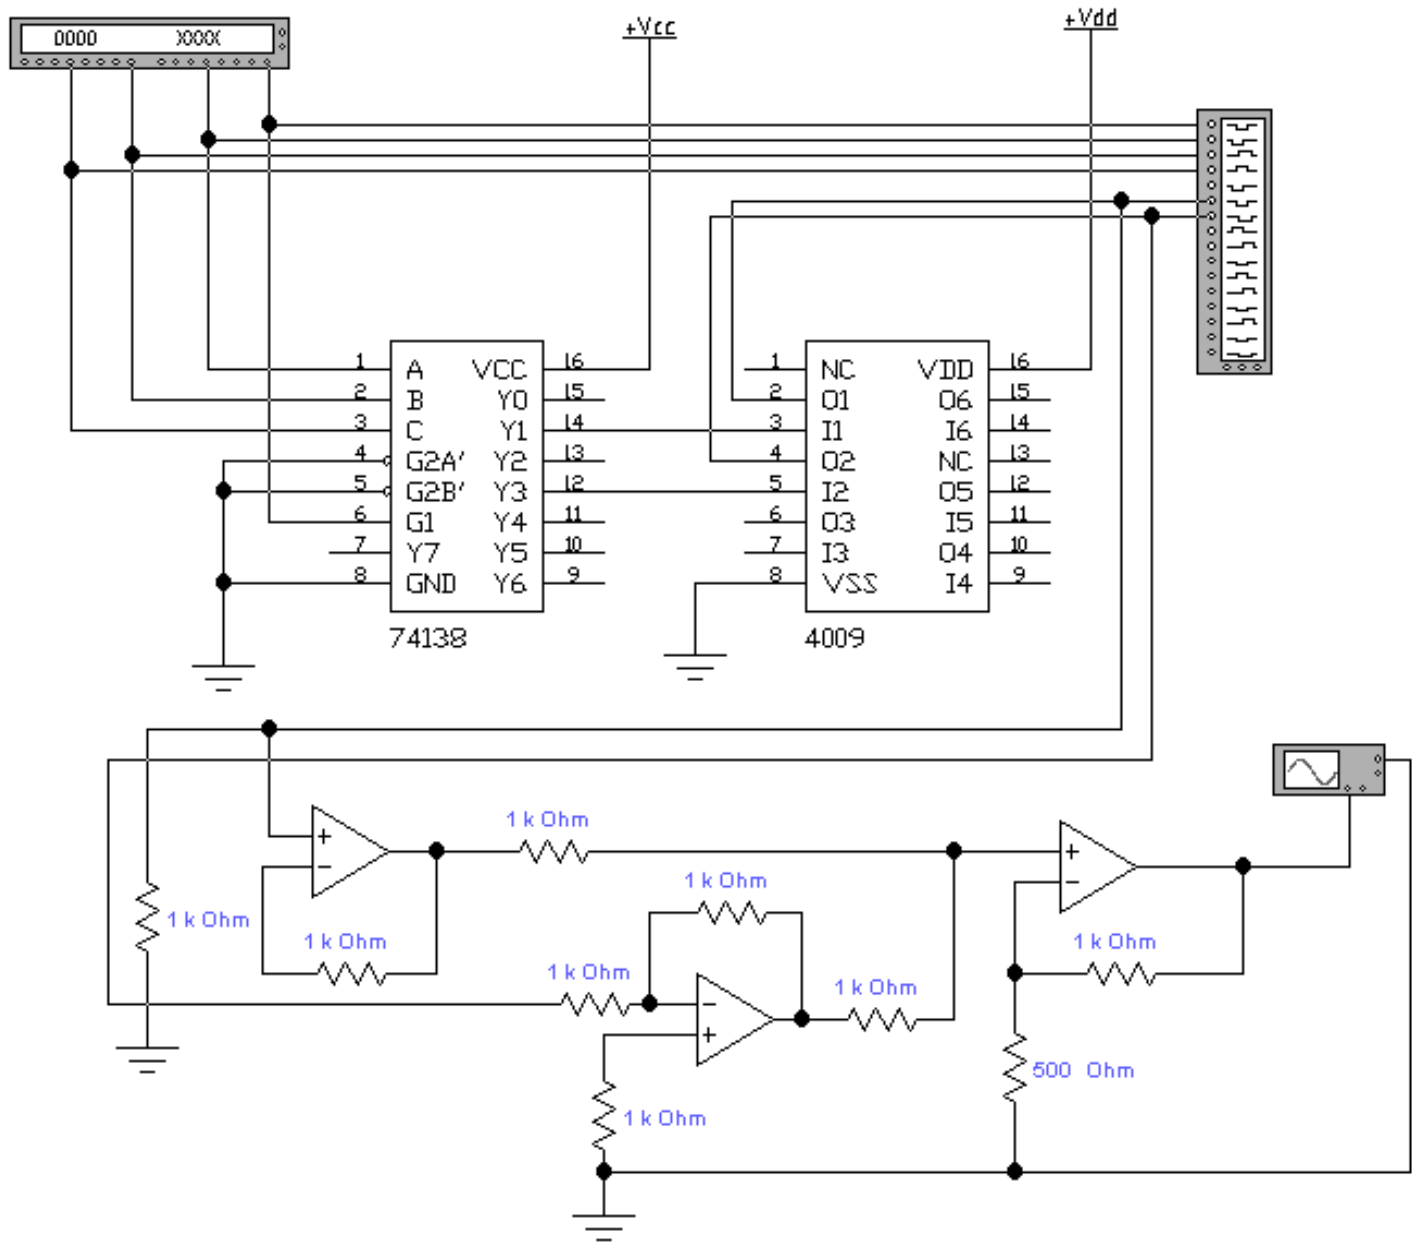 0000 XXXX
+Vcc
+Vdd
1 A VCC 16
2 B Y0 15
3 C Y1 14
4 G2A' Y2 13
5 G2B' Y3 12
6 G1 Y4 11
7 Y7 Y5 10
8 GND Y6 9
74138
1 NC VDD 16
2 O1 O6 15
3 I1 I6 14
4 O2 NC 13
5 I2 O5 12
6 O3 I5 11
7 I3 O4 10
8 VSS I4 9
4009
1 k Ohm
+
−
1 k Ohm
1 k Ohm
1 k Ohm
1 k Ohm
−
+
1 k Ohm
1 k Ohm
+
−
1 k Ohm
500 Ohm